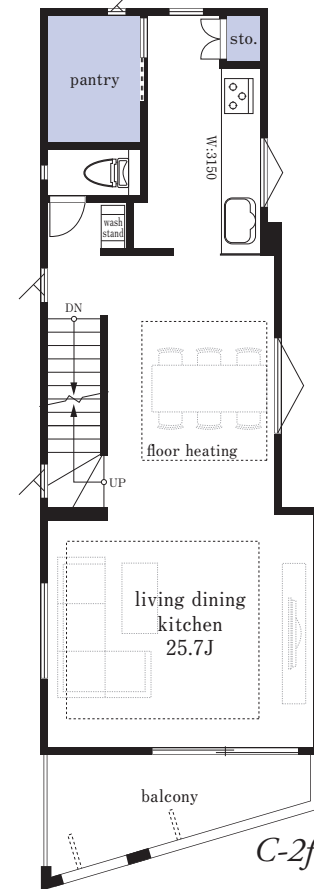 sto.
pantry
W:3150
wash
stand
DN
floor heating
UP
living dining
kitchen
25.7J
balcony
C-2f